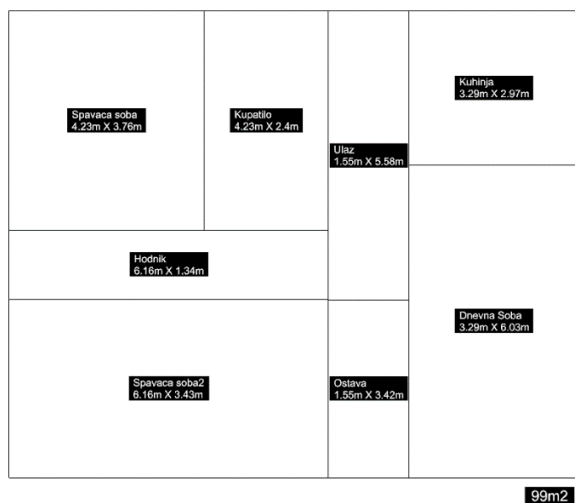 Spavaca soba
4.23m X 3.76m
Kupatilo
4.23m X 2.4m
Ulaz
1.55m X 5.58m
Kuhinja
3.29m X 2.97m
Hodnik
6.16m X 1.34m
Dnevna Soba
3.29m X 6.03m
Spavaca soba2
6.16m X 3.43m
Ostava
1.55m X 3.42m
99m2